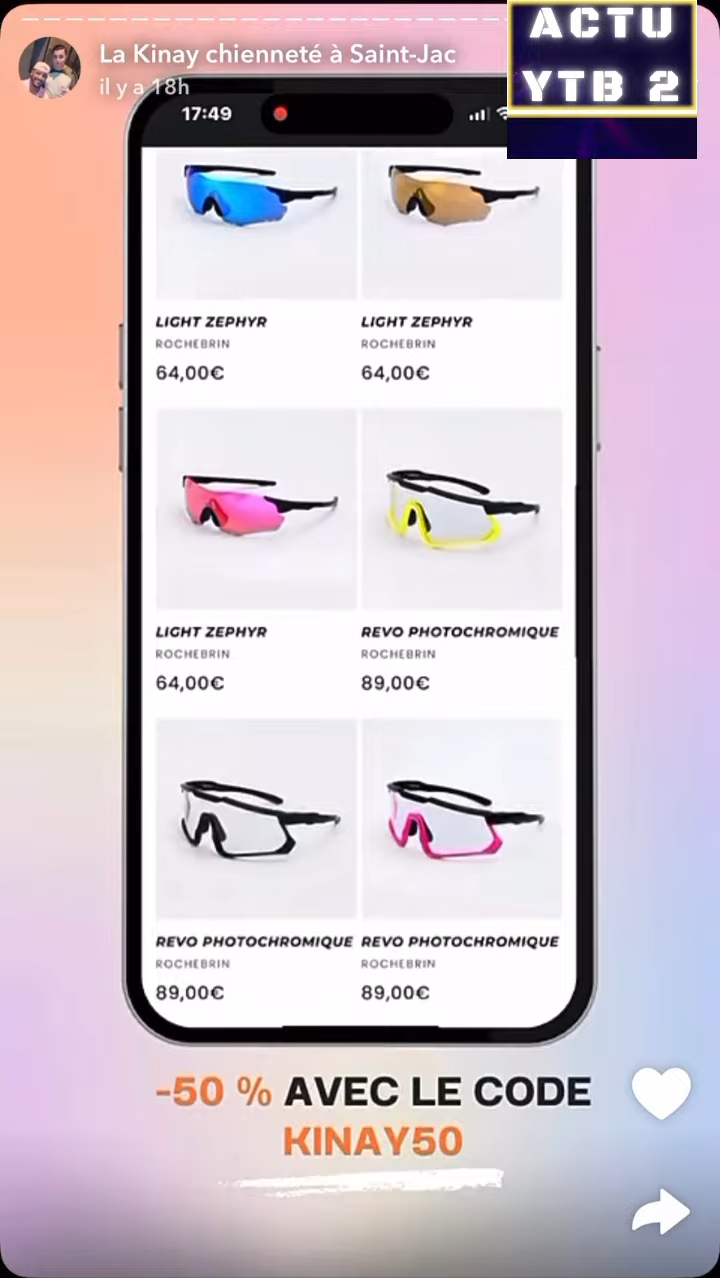 La Kinay chienneté à Saint-Jac
il y a 18h
ACTU
YTB 2
17:49
LIGHT ZEPHYR
ROCHEBRIN
64,00€
LIGHT ZEPHYR
ROCHEBRIN
64,00€
LIGHT ZEPHYR
ROCHEBRIN
64,00€
REVO PHOTOCHROMIQUE
ROCHEBRIN
89,00€
REVO PHOTOCHROMIQUE
ROCHEBRIN
89,00€
REVO PHOTOCHROMIQUE
ROCHEBRIN
89,00€
-50 % AVEC LE CODE
KINAY50